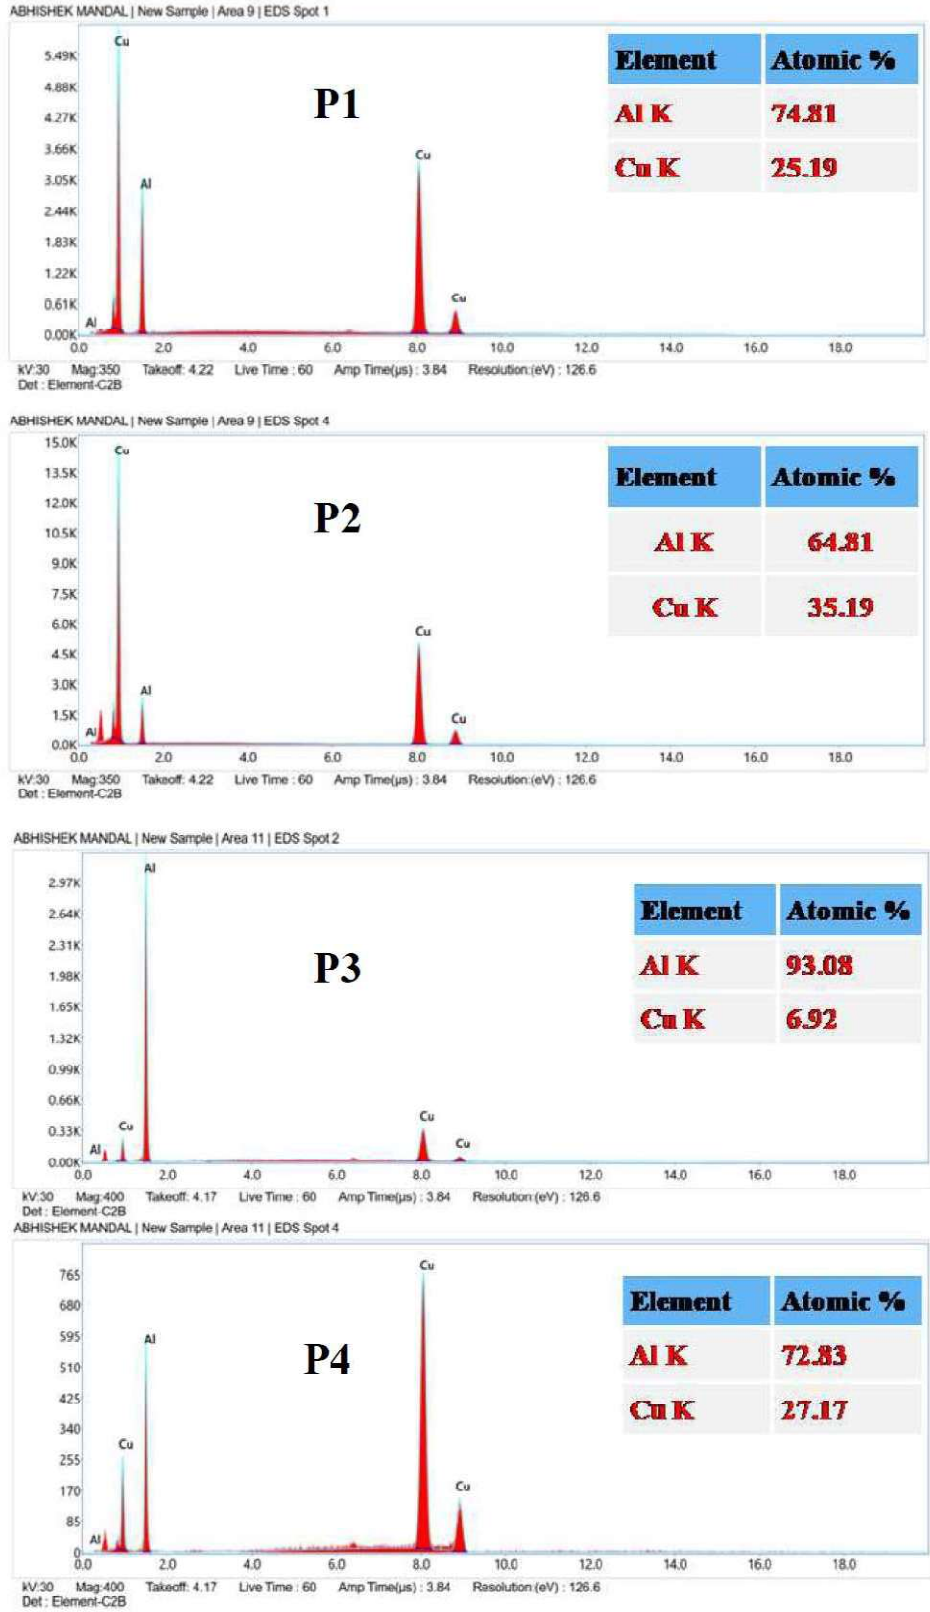 ABHISHEK MANDAL | New Sample | Area 9 | EDS Spot 1
Cu
5.49K
4.88K
4.27K
3.66K
3.05K
2.44K
1.83K
1.22K
0.61K
0.00K
P1
Element Atomic %
Al K 74.81
Cu K 25.19
Cu
Al
Cu
Al
0.0 2.0 4.0 6.0 8.0 10.0 12.0 14.0 16.0 18.0
kV:30 Mag:350 Takeoff: 4.22 Live Time : 60 Amp Time(µs) : 3.84 Resolution:(eV) : 126.6
Det : Element-C2B
ABHISHEK MANDAL | New Sample | Area 9 | EDS Spot 4
15.0K
13.5K
12.0K
10.5K
9.0K
7.5K
6.0K
4.5K
3.0K
1.5K
0.0K
Cu
P2
Element Atomic %
Al K 64.81
Cu K 35.19
Cu
Al
Cu
Al
0.0 2.0 4.0 6.0 8.0 10.0 12.0 14.0 16.0 18.0
kV:30 Mag:350 Takeoff: 4.22 Live Time : 60 Amp Time(µs) : 3.84 Resolution:(eV) : 126.6
Det : Element-C2B
ABHISHEK MANDAL | New Sample | Area 11 | EDS Spot 2
Al
2.97K
2.64K
2.31K
1.98K
1.65K
1.32K
0.99K
0.66K
0.33K
0.00K
P3
Element Atomic %
Al K 93.08
Cu K 6.92
Cu
Cu
Al
Cu
0.0 2.0 4.0 6.0 8.0 10.0 12.0 14.0 16.0 18.0
kV:30 Mag:400 Takeoff: 4.17 Live Time : 60 Amp Time(µs) : 3.84 Resolution:(eV) : 126.6
Det : Element-C2B
ABHISHEK MANDAL | New Sample | Area 11 | EDS Spot 4
Cu
765
680
595
510
425
340
255
170
85
0
Al
P4
Element Atomic %
Al K 72.83
Cu K 27.17
Cu
Cu
Al
0.0 2.0 4.0 6.0 8.0 10.0 12.0 14.0 16.0 18.0
kV:30 Mag:400 Takeoff: 4.17 Live Time : 60 Amp Time(µs) : 3.84 Resolution:(eV) : 126.6
Det : Element-C2B